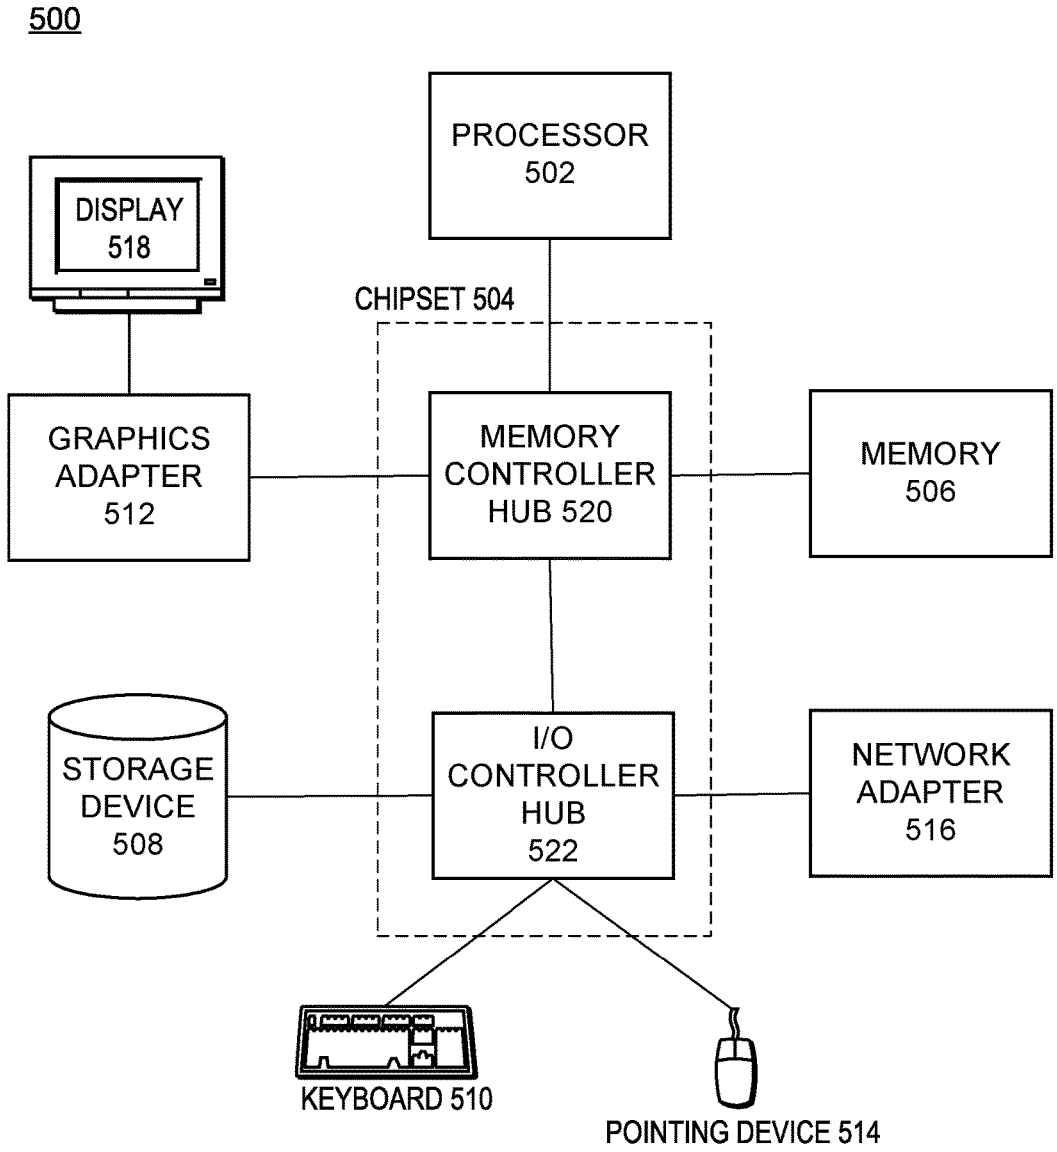 500
PROCESSOR
502
DISPLAY
518
CHIPSET 504
GRAPHICS
ADAPTER
512
MEMORY
CONTROLLER
HUB 520
MEMORY
506
STORAGE
DEVICE
508
I/O
CONTROLLER
HUB
522
NETWORK
ADAPTER
516
KEYBOARD 510
POINTING DEVICE 514